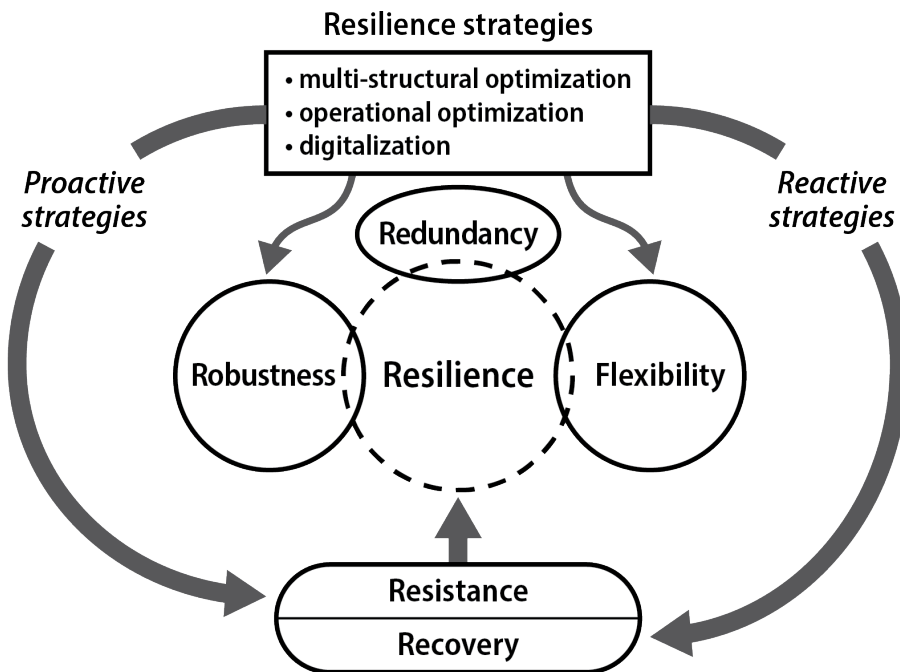 Resilience strategies
• multi-structural optimization
• operational optimization
• digitalization
Proactive
strategies
Reactive
strategies
Redundancy
Robustness
Resilience
Flexibility
Resistance
Recovery